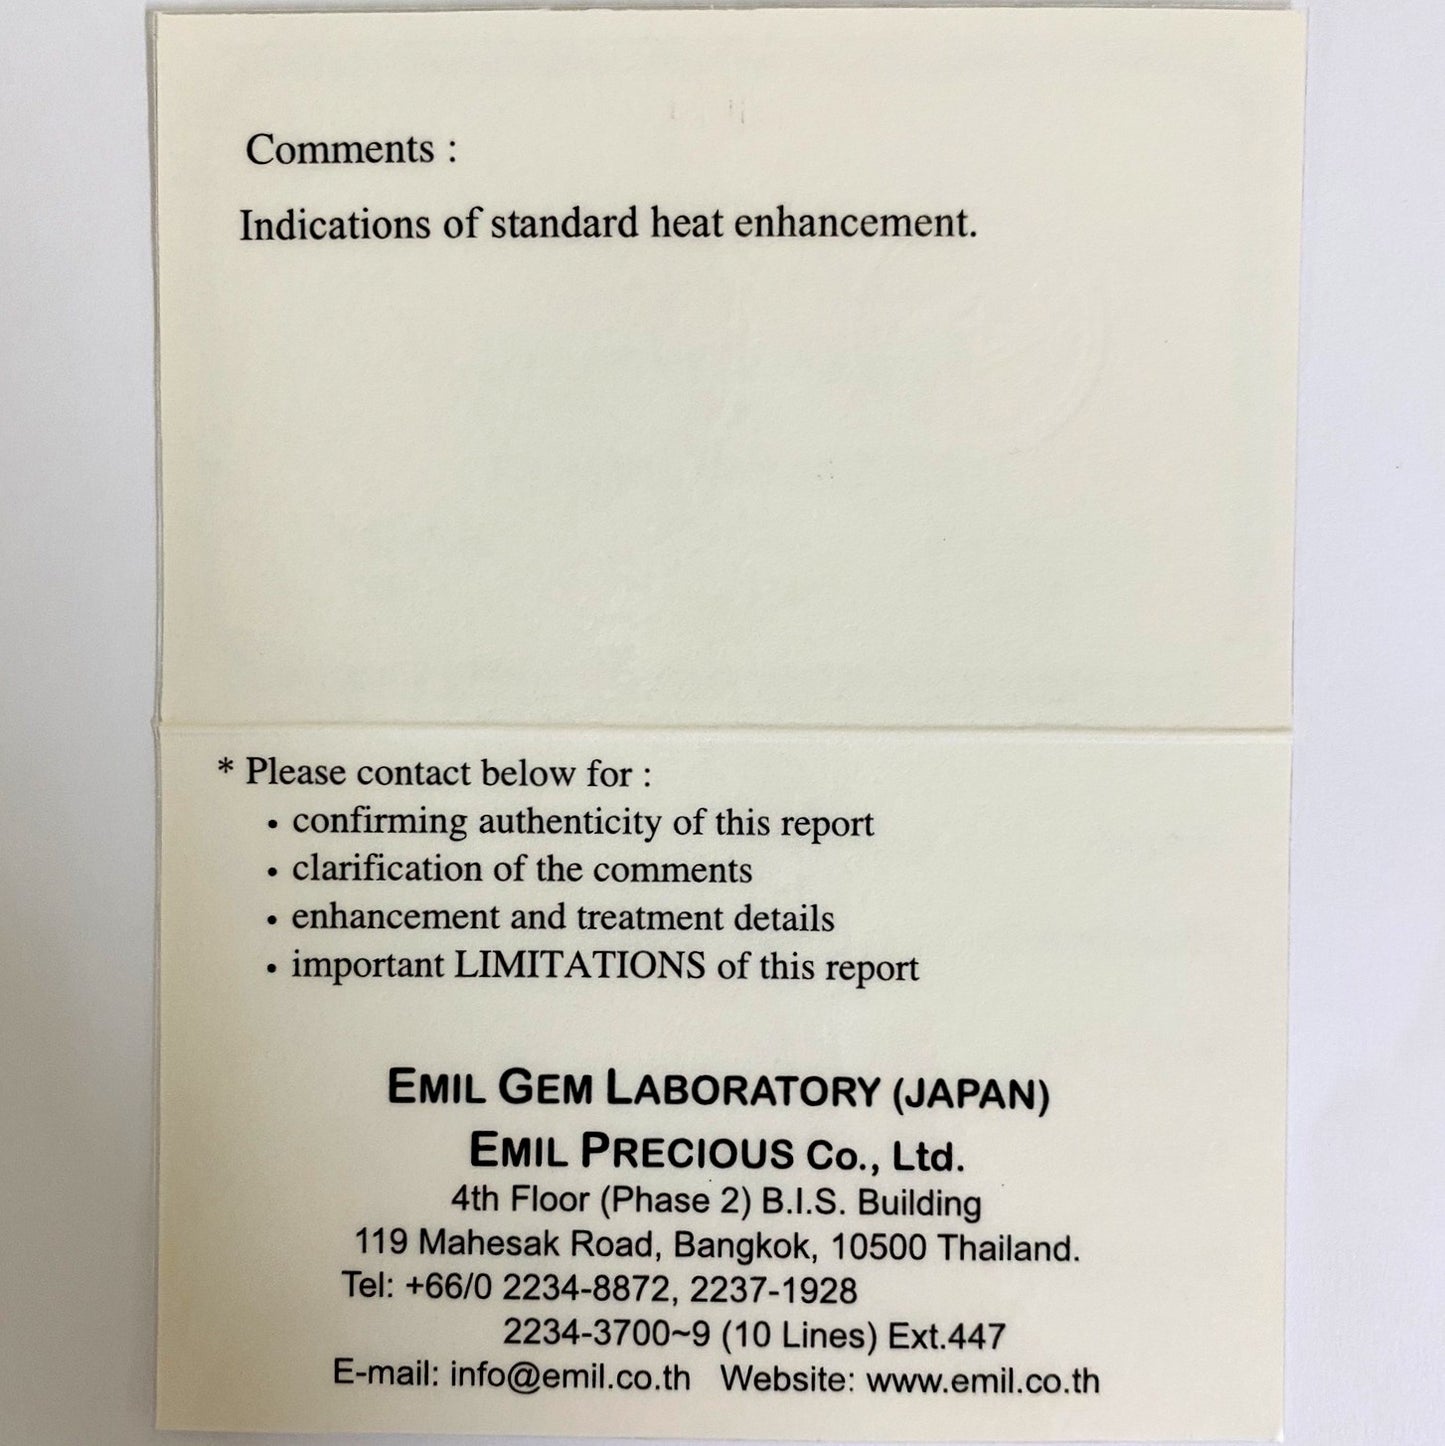 Comments :
Indications of standard heat enhancement.
* Please contact below for :
• confirming authenticity of this report
• clarification of the comments
• enhancement and treatment details
• important LIMITATIONS of this report
EMIL GEM LABORATORY (JAPAN)
EMIL PRECIOUS Co., Ltd.
4th Floor (Phase 2) B.I.S. Building
119 Mahesak Road, Bangkok, 10500 Thailand.
Tel: +66/0 2234-8872, 2237-1928
2234-3700~9 (10 Lines) Ext.447
E-mail: info@emil.co.th Website: www.emil.co.th